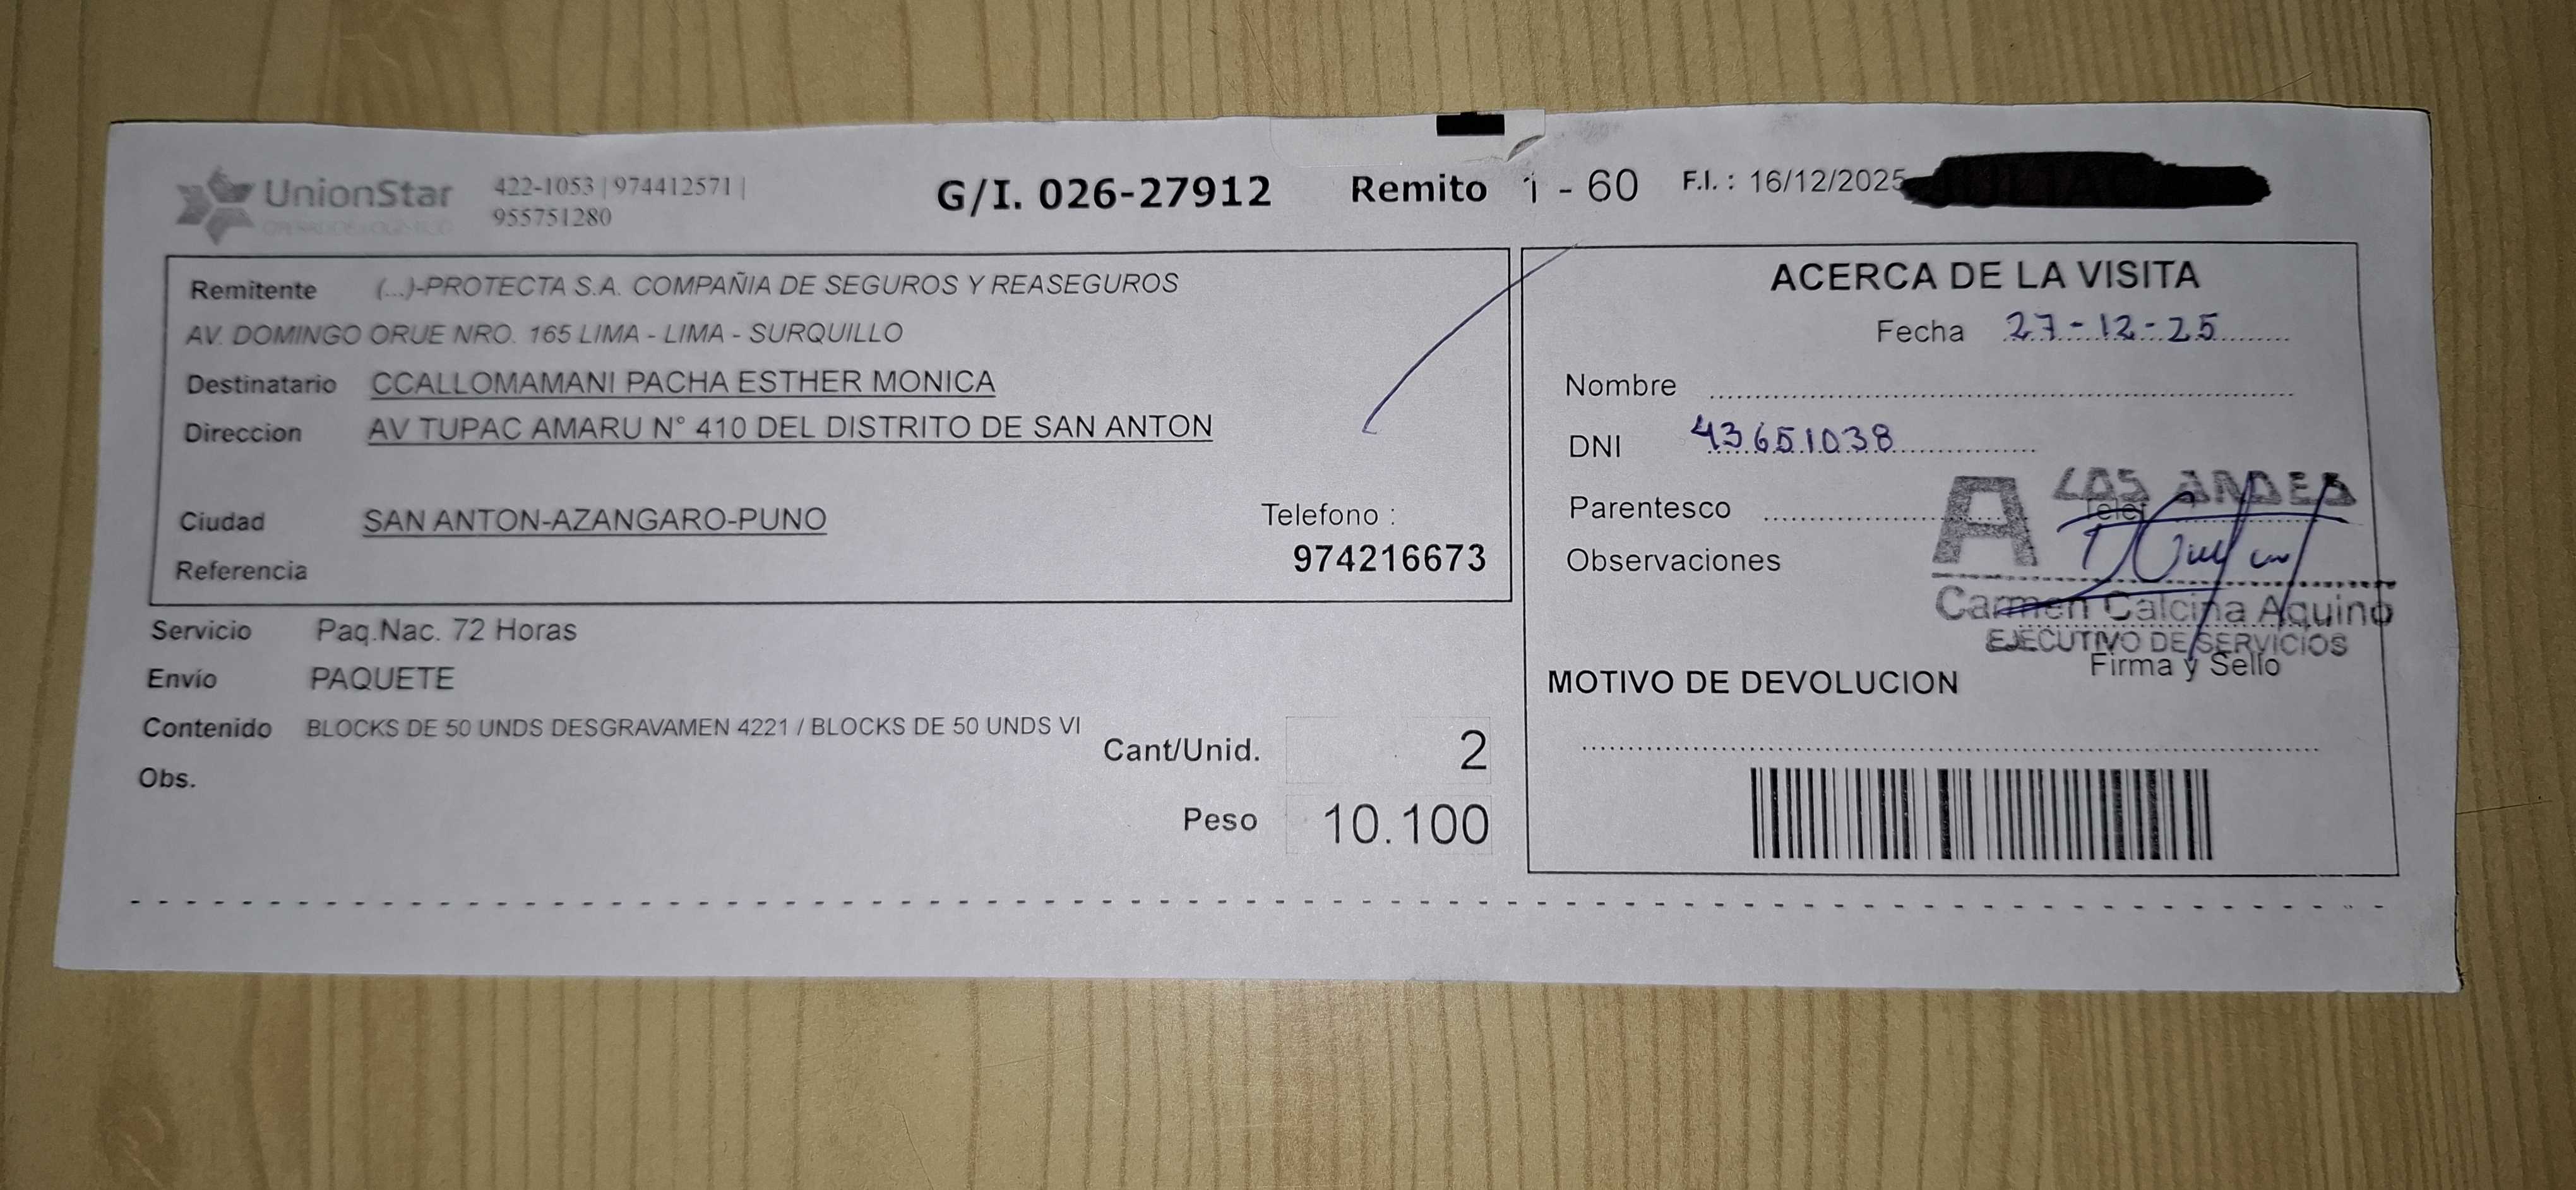 UnionStar
OPERADOR LOGISTICO
422-1053 | 974412571 |
955751280
G/I. 026-27912
Remito 1 - 60
F.I. : 16/12/2025
Remitente (...)-PROTECTA S.A. COMPAÑIA DE SEGUROS Y REASEGUROS
AV. DOMINGO ORUE NRO. 165 LIMA - LIMA - SURQUILLO
Destinatario CCALLOMAMANI PACHA ESTHER MONICA
Direccion AV TUPAC AMARU N° 410 DEL DISTRITO DE SAN ANTON
Ciudad SAN ANTON-AZANGARO-PUNO
Telefono :
974216673
Referencia
Servicio Paq.Nac. 72 Horas
Envío PAQUETE
Contenido BLOCKS DE 50 UNDS DESGRAVAMEN 4221 / BLOCKS DE 50 UNDS VI
Cant/Unid. 2
Obs.
Peso 10.100
ACERCA DE LA VISITA
Fecha 27-12-25
Nombre
DNI 43651038
Parentesco
Telef
Observaciones
A LOS ANDES
Carmen Calcina Aquino
EJECUTIVO DE SERVICIOS
Firma y Sello
MOTIVO DE DEVOLUCION